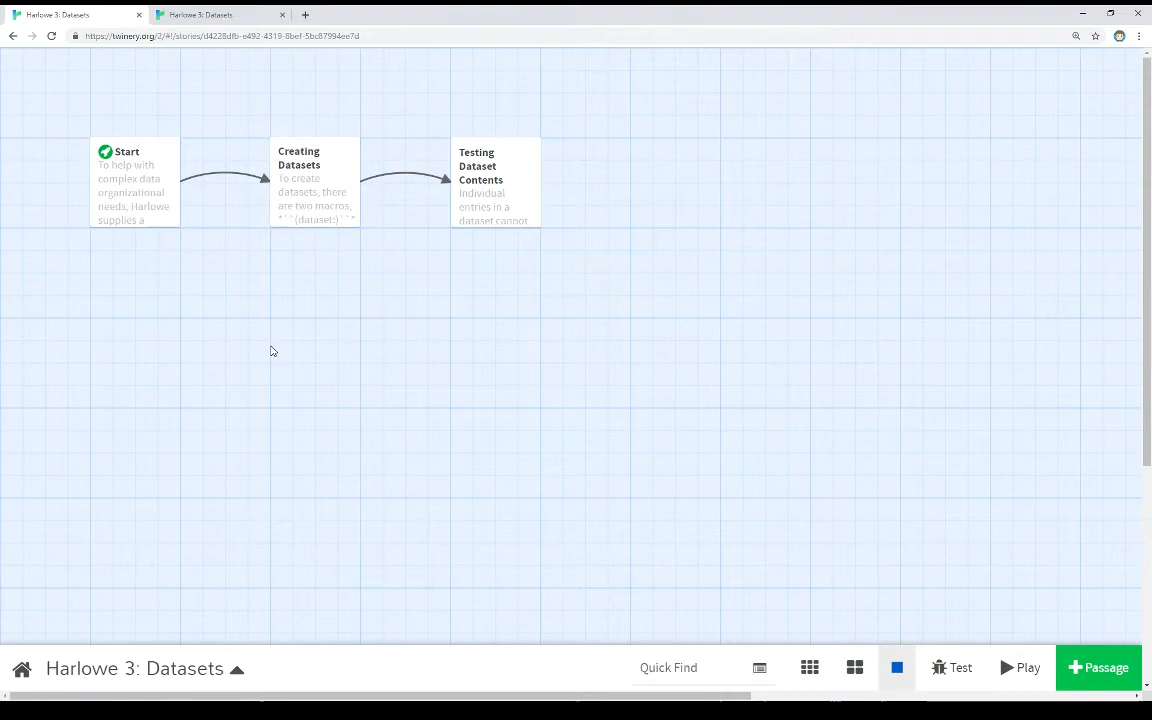 Harlowe 3: Datasets
Harlowe 3: Datasets
https://twinery.org/2/#!/stories/d4228dfb-e492-4319-8bef-5bc87994ee7d
Start
To help with
complex data
organizational
needs, Harlowe
supplies a
Creating
Datasets
To create
datasets, there
are two macros,
*```(dataset:)```*
Testing
Dataset
Contents
Individual
entries in a
dataset cannot
Harlowe 3: Datasets
Quick Find
Test
Play
Passage